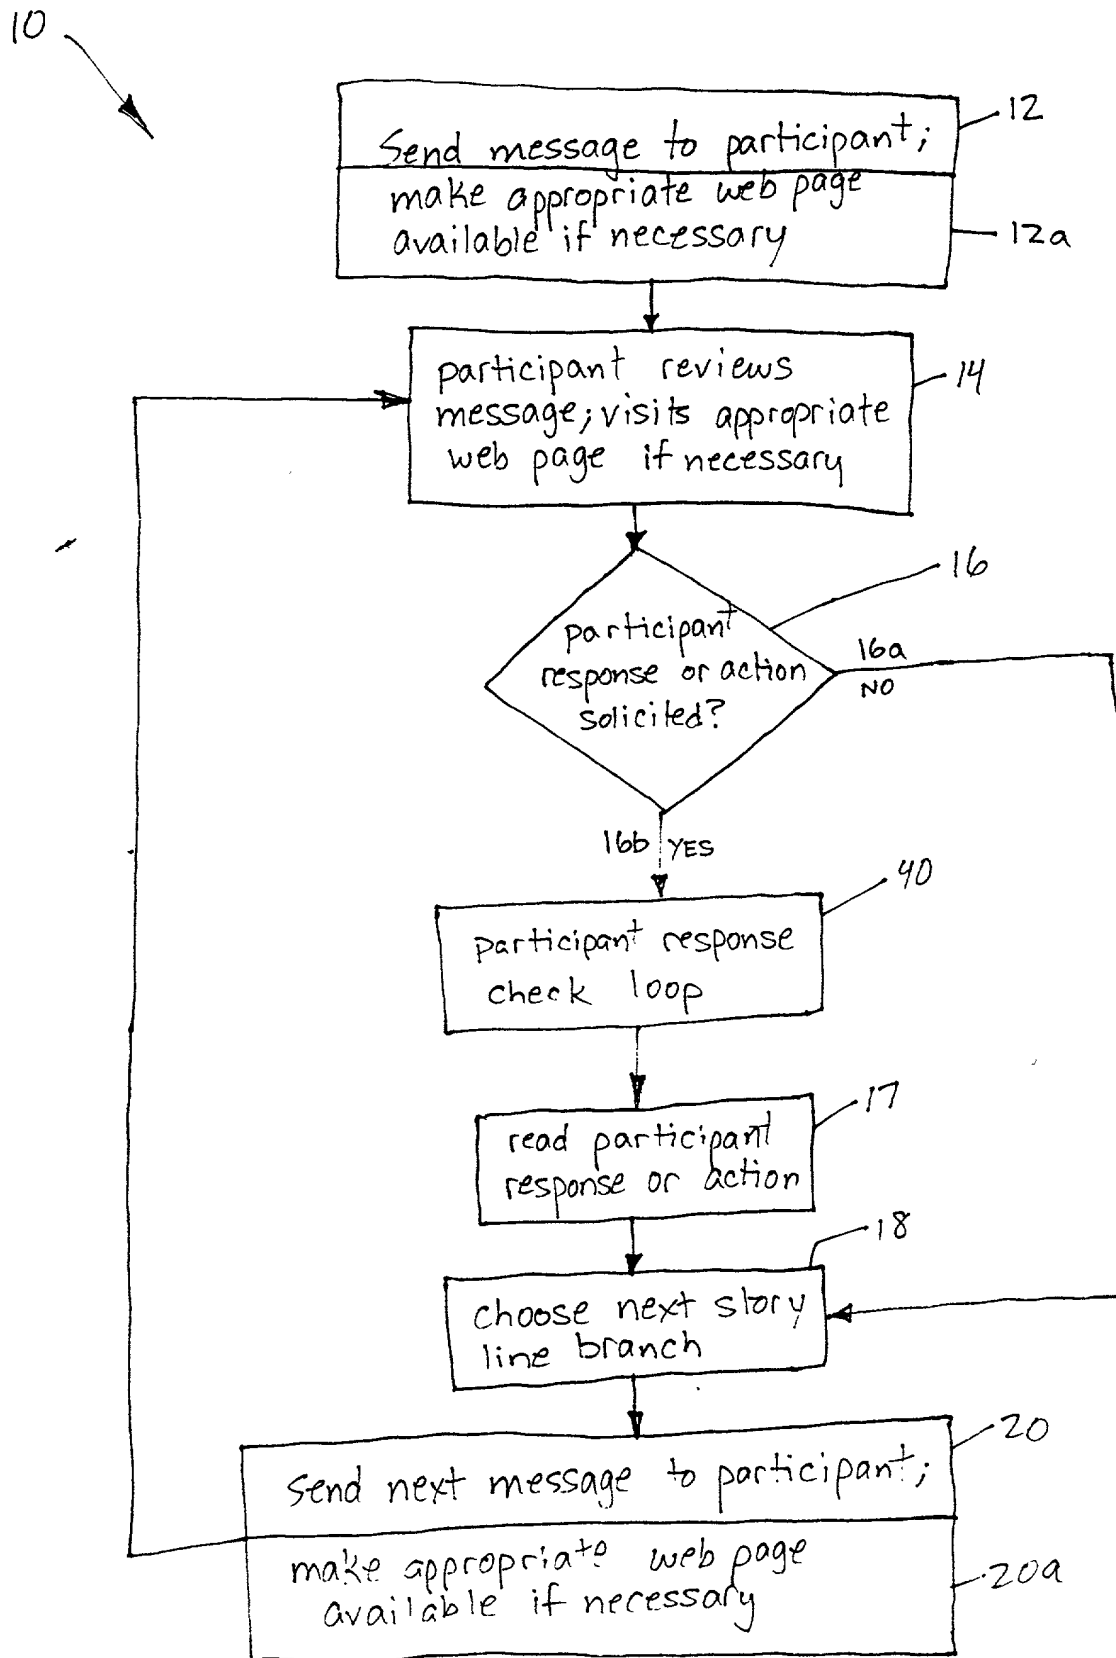 10
12
Send message to participant;
make appropriate web page
available if necessary
12a
participant reviews
message; visits appropriate
web page if necessary
14
16
participant
response or action
solicited?
16a
NO
16b YES
40
participant response
check loop
17
read participant
response or action
18
choose next story
line branch
20
Send next message to participant;
make appropriate web page
available if necessary
20a